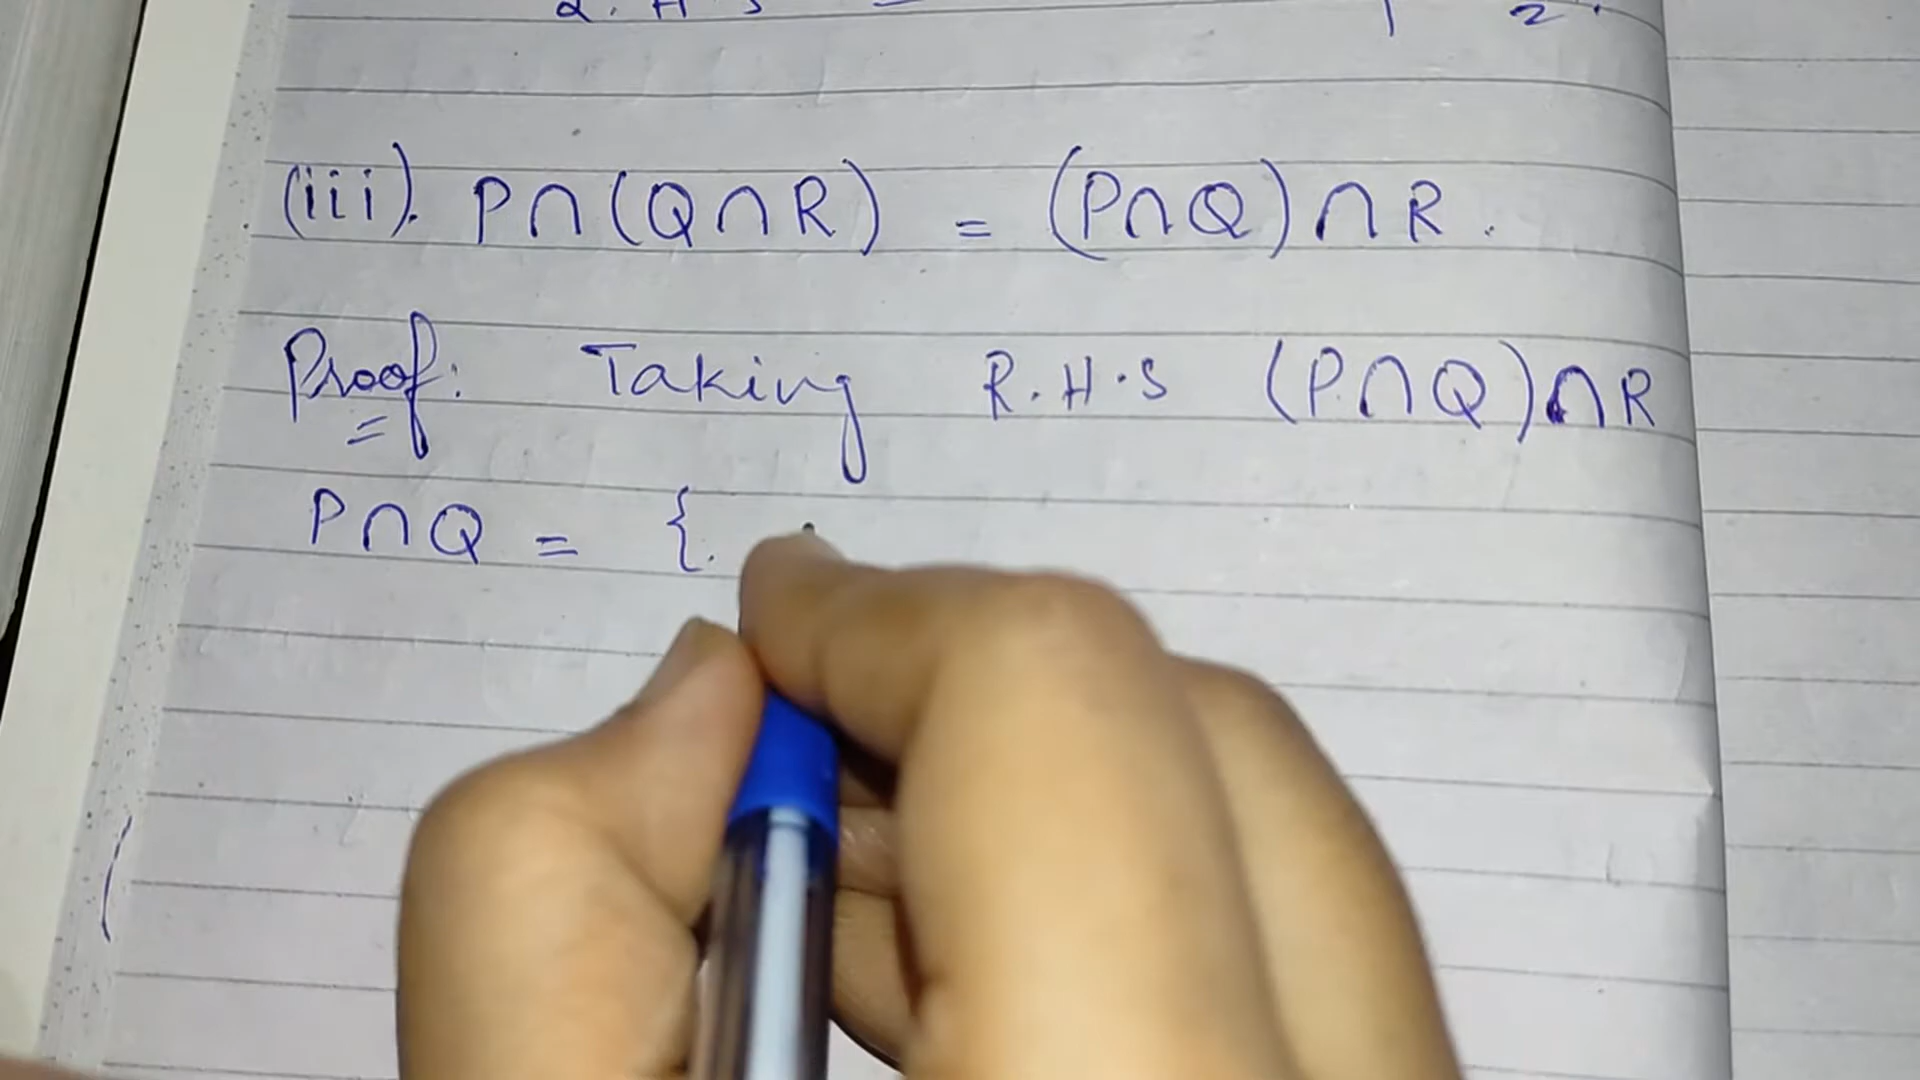 (iii). P∩(Q∩R) = (P∩Q)∩R.
Proof: Taking R.H.S (P∩Q)∩R
P∩Q = {